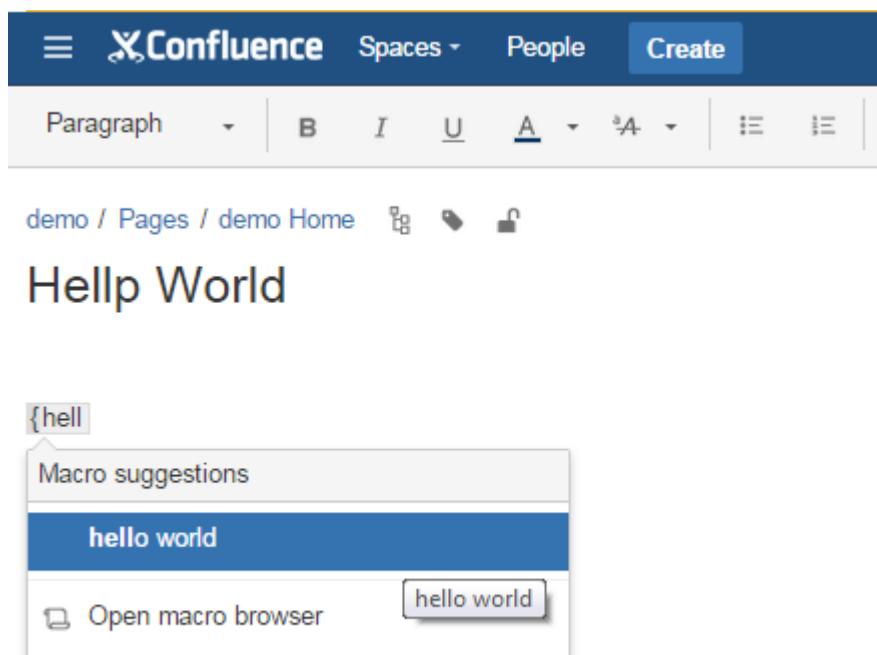 Confluence Spaces People Create
Paragraph B I U A ᵃA
demo / Pages / demo Home
Hellp World
{hell
Macro suggestions
hello world
hello world
Open macro browser